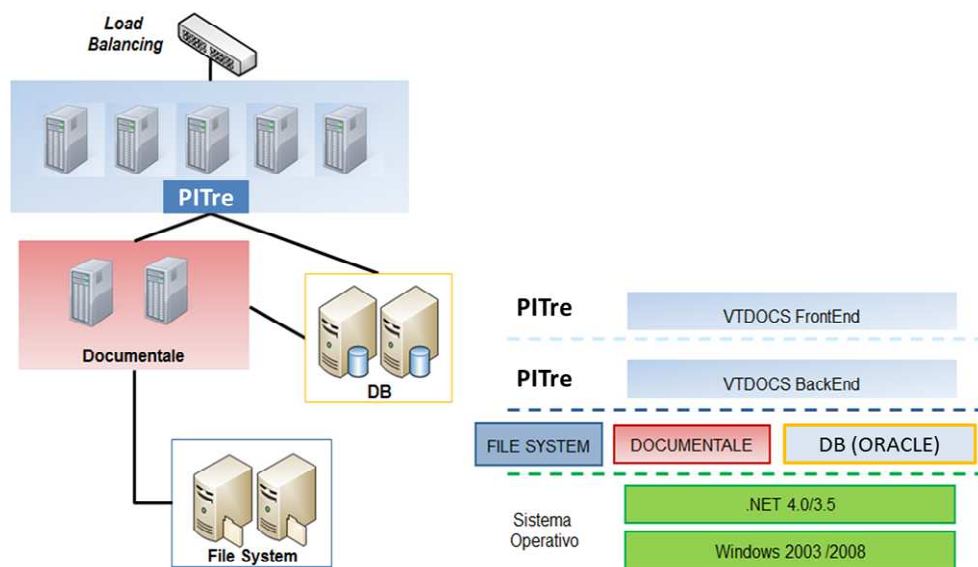 Load
Balancing
PITre
Documentale
DB
File System
PITre
VTDOCS FrontEnd
PITre
VTDOCS BackEnd
FILE SYSTEM
DOCUMENTALE
DB (ORACLE)
Sistema
Operativo
.NET 4.0/3.5
Windows 2003 /2008